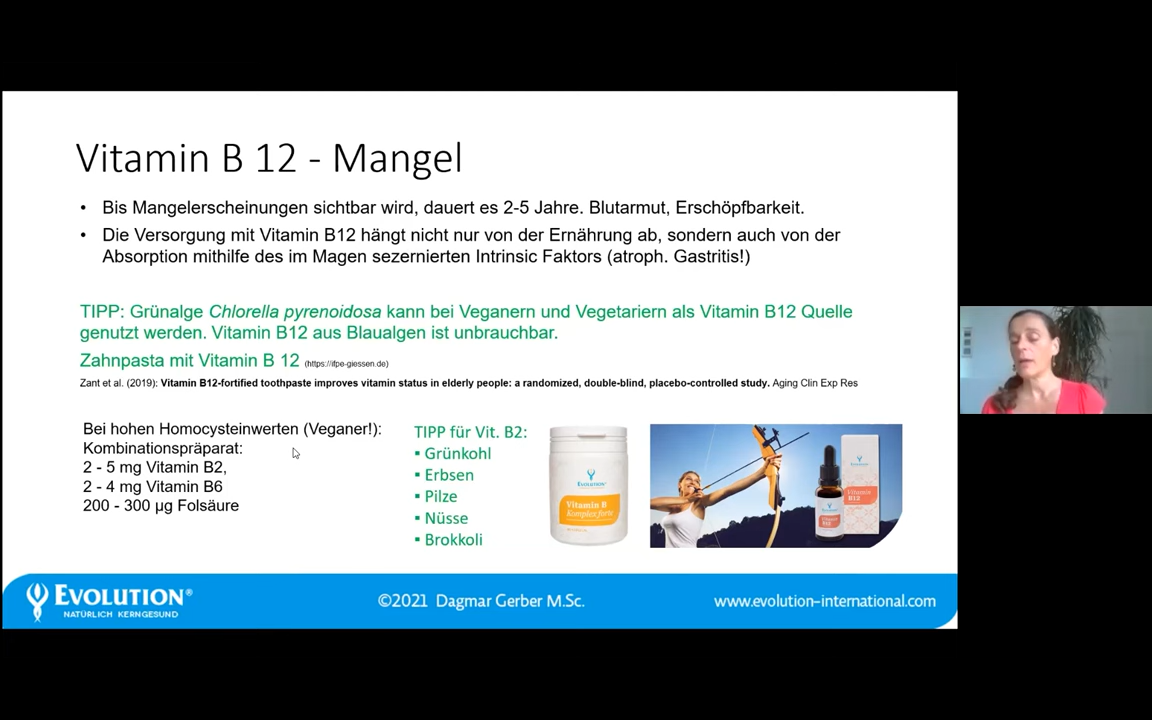 Vitamin B 12 - Mangel
• Bis Mangelerscheinungen sichtbar wird, dauert es 2-5 Jahre. Blutarmut, Erschöpfbarkeit.
• Die Versorgung mit Vitamin B12 hängt nicht nur von der Ernährung ab, sondern auch von der
Absorption mithilfe des im Magen sezernierten Intrinsic Faktors (atroph. Gastritis!)
TIPP: Grünalge Chlorella pyrenoidosa kann bei Veganern und Vegetariern als Vitamin B12 Quelle
genutzt werden. Vitamin B12 aus Blaualgen ist unbrauchbar.
Zahnpasta mit Vitamin B 12 (https://ifpe-giessen.de)
Zant et al. (2019): Vitamin B12-fortified toothpaste improves vitamin status in elderly people: a randomized, double-blind, placebo-controlled study. Aging Clin Exp Res
Bei hohen Homocysteinwerten (Veganer!):
Kombinationspräparat:
2 - 5 mg Vitamin B2,
2 - 4 mg Vitamin B6
200 - 300 µg Folsäure
TIPP für Vit. B2:
▪ Grünkohl
▪ Erbsen
▪ Pilze
▪ Nüsse
▪ Brokkoli
EVOLUTION
Vitamin B
Komplex forte
Vitamin
B12
Vitamin
B12
EVOLUTION®
NATÜRLICH KERNGESUND
©2021 Dagmar Gerber M.Sc.
www.evolution-international.com